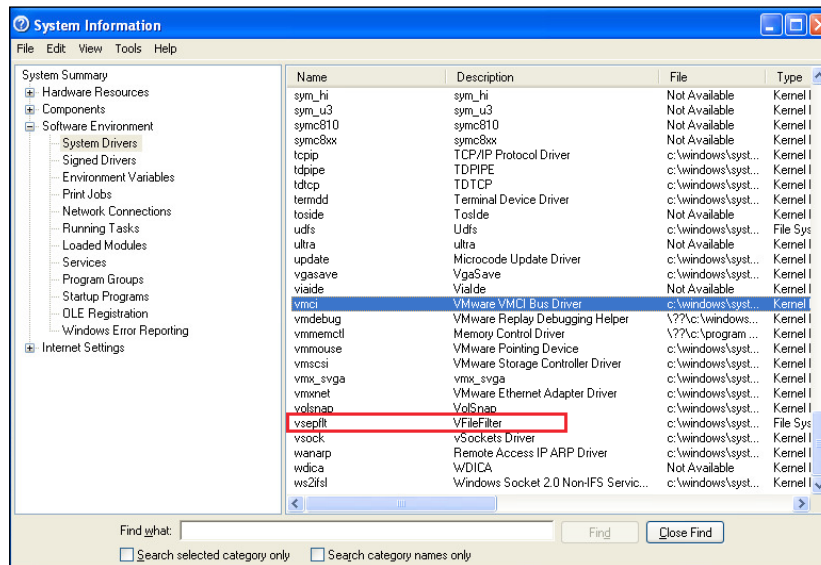 System Information
File Edit View Tools Help
System Summary
Hardware Resources
Components
Software Environment
System Drivers
Signed Drivers
Environment Variables
Print Jobs
Network Connections
Running Tasks
Loaded Modules
Services
Program Groups
Startup Programs
OLE Registration
Windows Error Reporting
Internet Settings
Name Description File Type
sym_hi sym_hi Not Available Kernel
sym_u3 sym_u3 Not Available Kernel
symc810 symc810 Not Available Kernel
symc8xx symc8xx Not Available Kernel
tcpip TCP/IP Protocol Driver c:\windows\syst... Kernel
tdpipe TDPIPE c:\windows\syst... Kernel
tdtcp TDTCP c:\windows\syst... Kernel
termdd Terminal Device Driver c:\windows\syst... Kernel
toside TosIde Not Available Kernel
udfs Udfs c:\windows\syst... File Sys
ultra ultra Not Available Kernel
update Microcode Update Driver c:\windows\syst... Kernel
vgasave VgaSave c:\windows\syst... Kernel
viaide ViaIde Not Available Kernel
vmci VMware VMCI Bus Driver c:\windows\syst... Kernel
vmdebug VMware Replay Debugging Helper \??\c:\windows... Kernel
vmmemctl Memory Control Driver \??\c:\program ... Kernel
vmmouse VMware Pointing Device c:\windows\syst... Kernel
vmscsi VMware Storage Controller Driver c:\windows\syst... Kernel
vmx_svga vmx_svga c:\windows\syst... Kernel
vmxnet VMware Ethernet Adapter Driver c:\windows\syst... Kernel
volsnap VolSnap c:\windows\syst... Kernel
vsepflt VFileFilter c:\windows\syst... File Sys
vsock vSockets Driver c:\windows\syst... Kernel
wanarp Remote Access IP ARP Driver c:\windows\syst... Kernel
wdica WDICA Not Available Kernel
ws2ifsl Windows Socket 2.0 Non-IFS Servic... c:\windows\syst... Kernel
Find what: Find Close Find
Search selected category only Search category names only